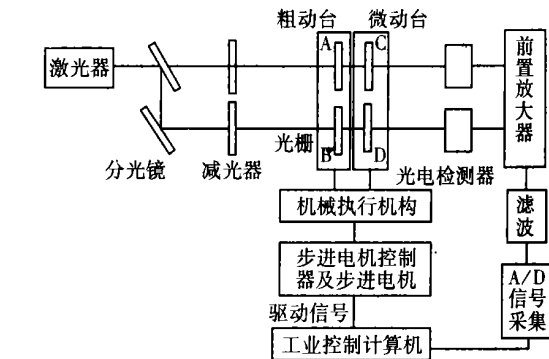 粗动台
微动台
A
C
激光器
前置放大器
光栅
B
D
分光镜
减光器
光电检测器
机械执行机构
滤波
步进电机控制
器及步进电机
A/D
信号
采集
驱动信号
工业控制计算机